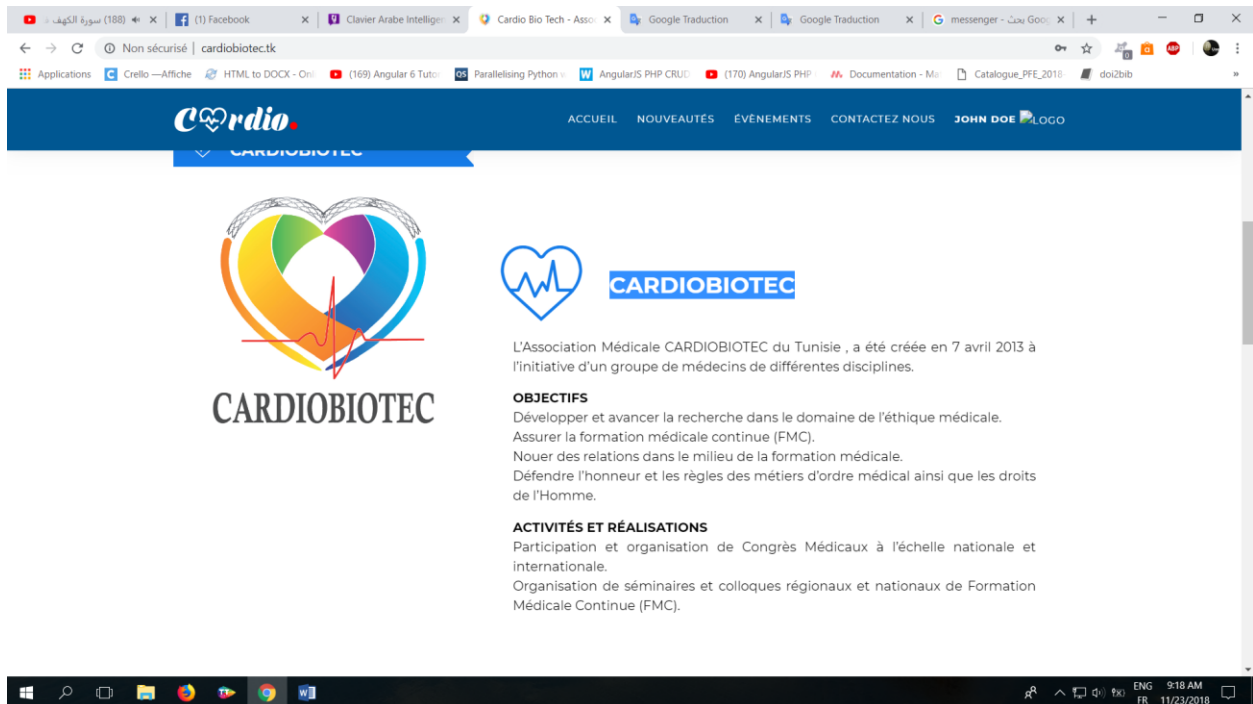 (188) سورة الكهف
(1) Facebook
Clavier Arabe Intelligen
Cardio Bio Tech - Asso
Google Traduction
Google Traduction
messenger - بحث Goog
Non sécurisé | cardiobiotec.tk
Applications
Crello —Affiche
HTML to DOCX - Onl
(169) Angular 6 Tutor
Parallelising Python
AngularJS PHP CRUD
(170) AngularJS PHP
Documentation - Ma
Catalogue_PFE_2018-
doi2bib
Cardio.
ACCUEIL NOUVEAUTÉS ÉVÈNEMENTS CONTACTEZ NOUS JOHN DOE LOGO
CARDIOBIOTEC
CARDIOBIOTEC
CARDIOBIOTEC
L'Association Médicale CARDIOBIOTEC du Tunisie , a été créée en 7 avril 2013 à
l'initiative d'un groupe de médecins de différentes disciplines.
OBJECTIFS
Développer et avancer la recherche dans le domaine de l'éthique médicale.
Assurer la formation médicale continue (FMC).
Nouer des relations dans le milieu de la formation médicale.
Défendre l'honneur et les règles des métiers d'ordre médical ainsi que les droits
de l'Homme.
ACTIVITÉS ET RÉALISATIONS
Participation et organisation de Congrès Médicaux à l'échelle nationale et
internationale.
Organisation de séminaires et colloques régionaux et nationaux de Formation
Médicale Continue (FMC).
ENG 9:18 AM
FR 11/23/2018